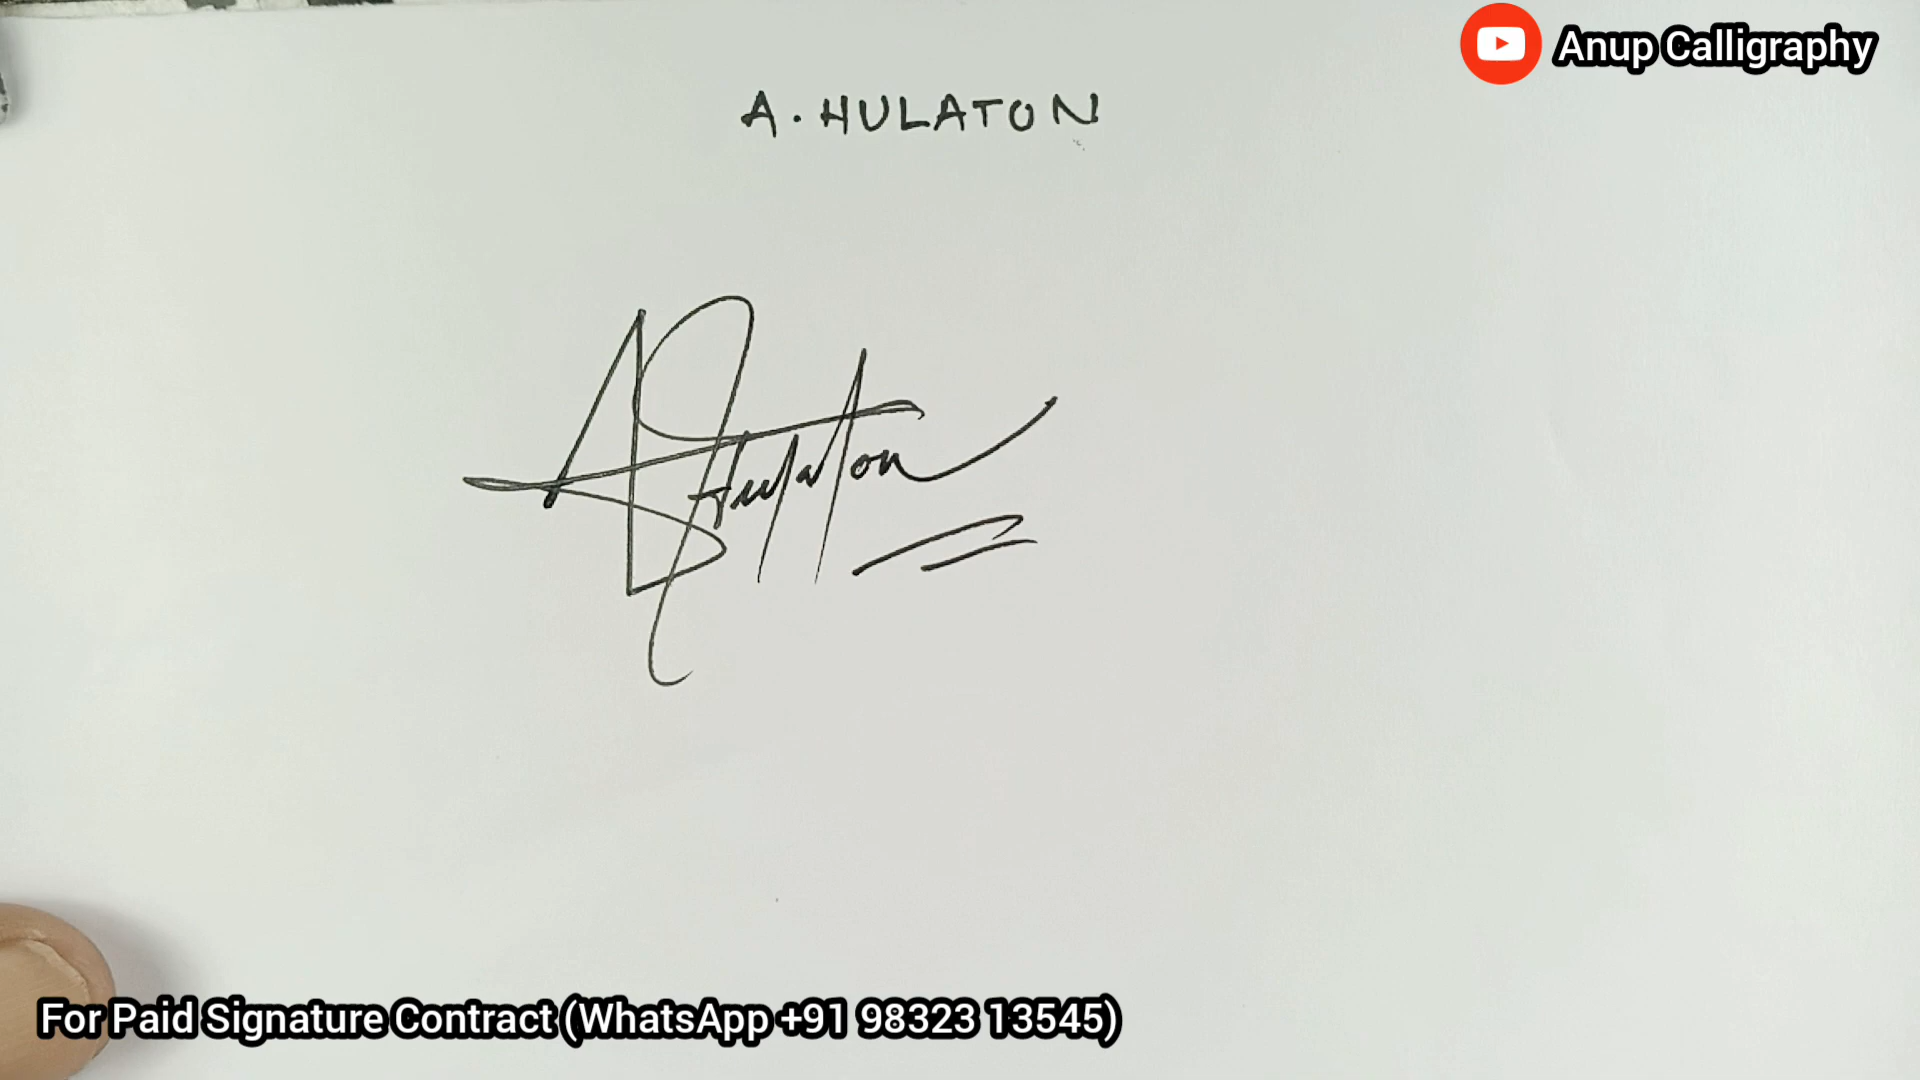 Anup Calligraphy
A. HULATON
A Hulaton
For Paid Signature Contract (WhatsApp +91 98323 13545)